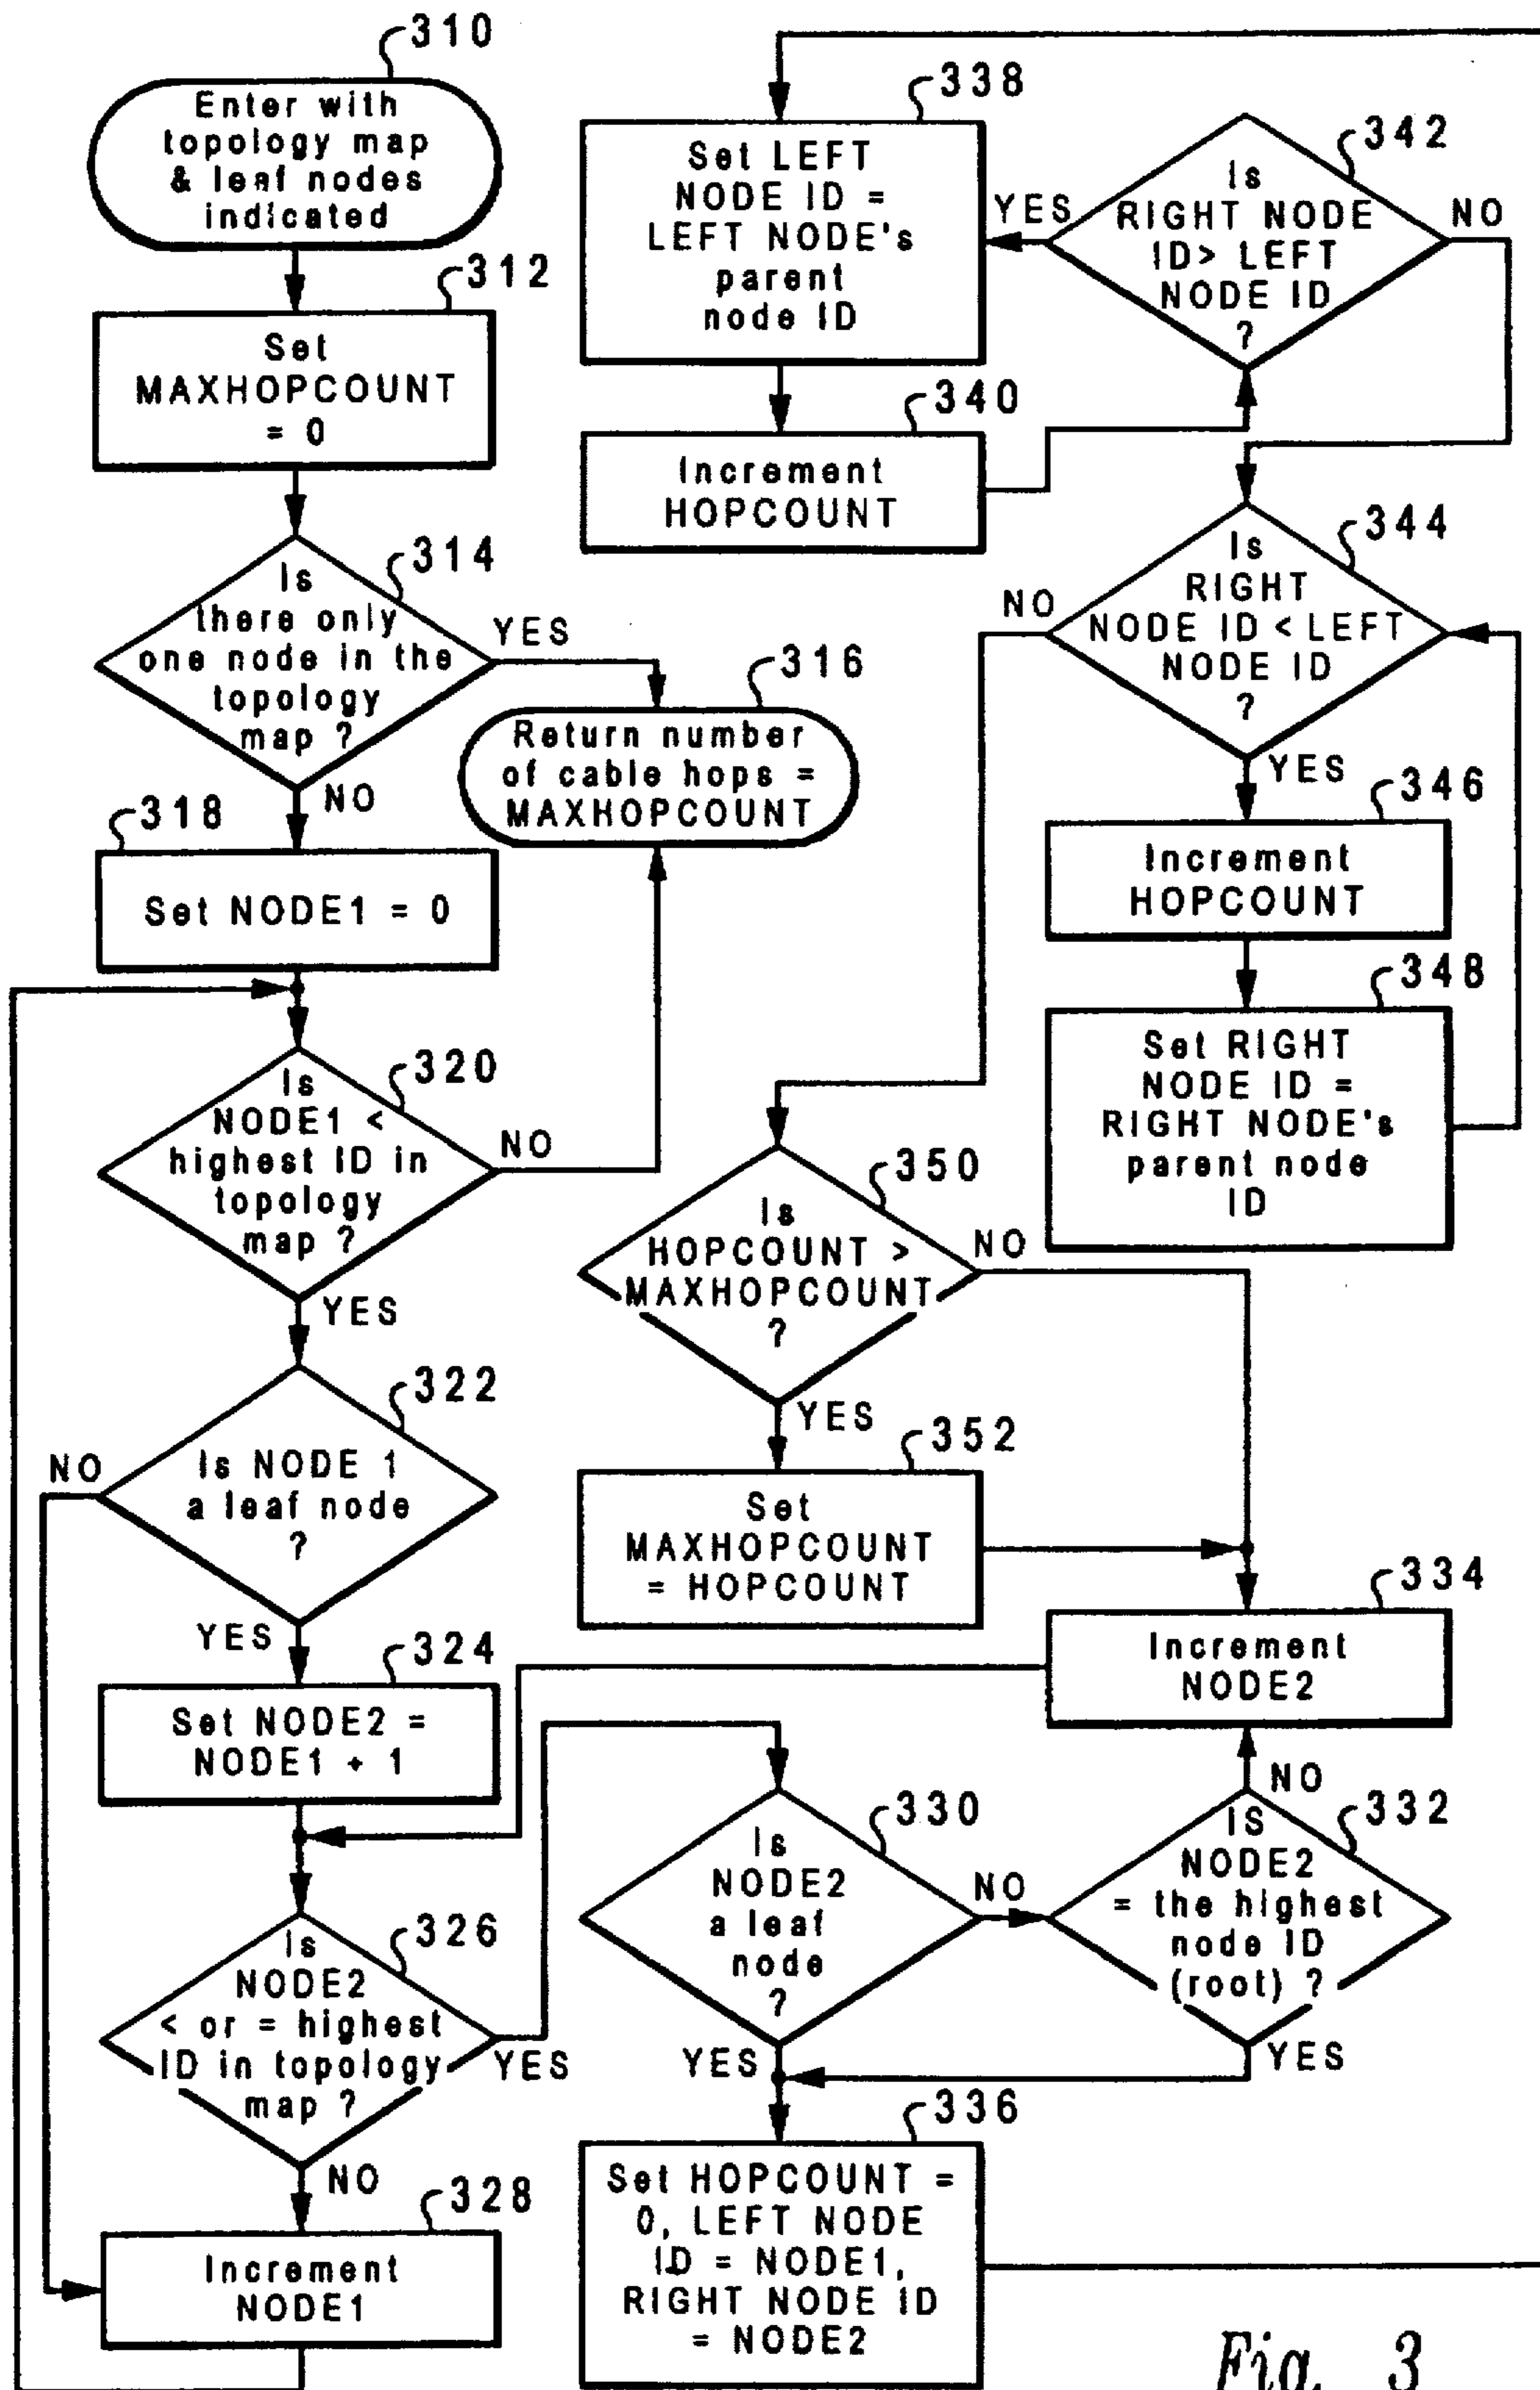 310
Enter with
topology map
& leaf nodes
indicated
312
Set
MAXHOPCOUNT
= 0
314
Is
there only
one node in the
topology
map ?
YES
NO
316
Return number
of cable hops =
MAXHOPCOUNT
318
Set NODE1 = 0
320
Is
NODE1 <
highest ID in
topology
map ?
NO
YES
322
Is NODE 1
a leaf node
?
NO
YES
324
Set NODE2 =
NODE1 + 1
326
Is
NODE2
< or = highest
ID in topology
map ?
YES
NO
328
Increment
NODE1
338
Set LEFT
NODE ID =
LEFT NODE's
parent
node ID
340
Increment
HOPCOUNT
342
Is
RIGHT NODE
ID> LEFT
NODE ID
?
YES
NO
344
Is
RIGHT
NODE ID < LEFT
NODE ID
?
NO
YES
346
Increment
HOPCOUNT
348
Set RIGHT
NODE ID =
RIGHT NODE's
parent node
ID
350
Is
HOPCOUNT >
MAXHOPCOUNT
?
NO
YES
352
Set
MAXHOPCOUNT
= HOPCOUNT
334
Increment
NODE2
330
Is
NODE2
a leaf
node
?
NO
YES
332
IS
NODE2
= the highest
node ID
(root) ?
NO
YES
336
Set HOPCOUNT =
0, LEFT NODE
ID = NODE1,
RIGHT NODE ID
= NODE2
Fig. 3